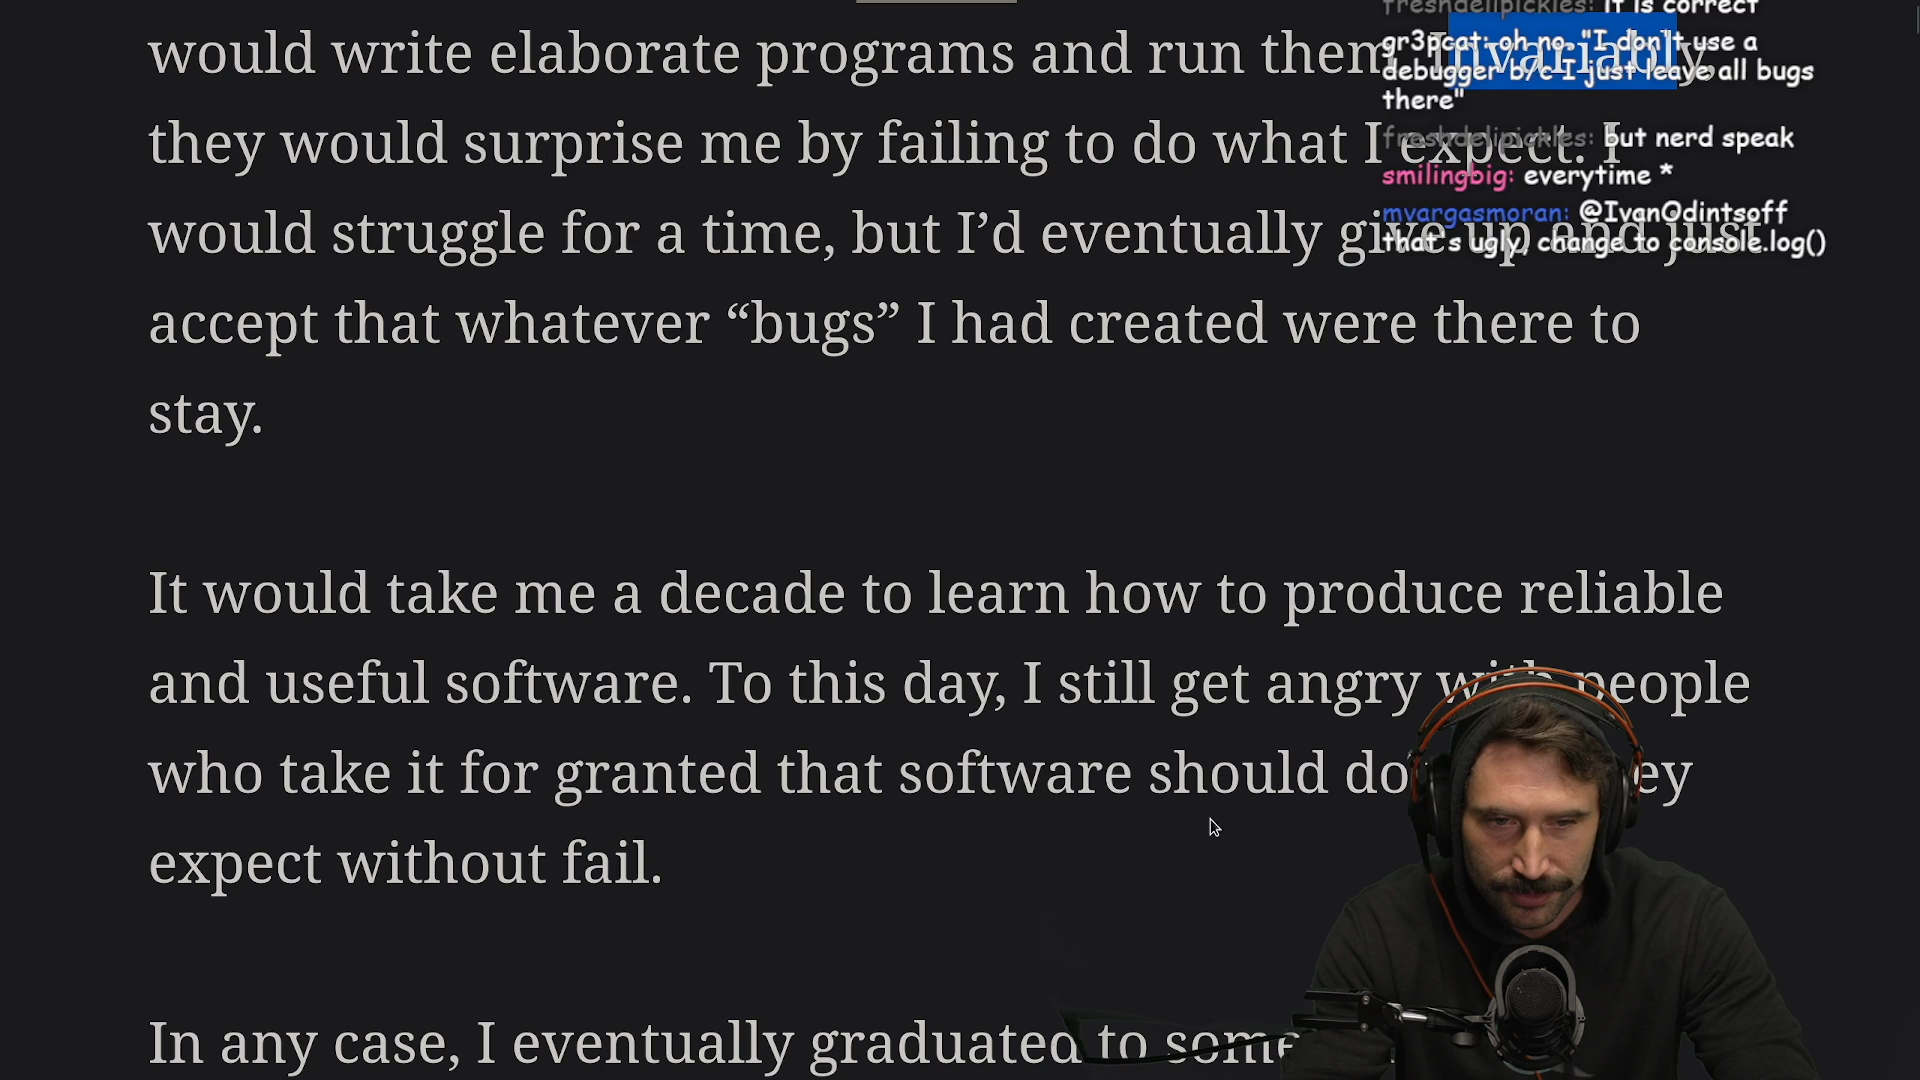 would write elaborate programs and run them. Invariably,
they would surprise me by failing to do what I expect. I
would struggle for a time, but I’d eventually give up and just
accept that whatever “bugs” I had created were there to
stay.
It would take me a decade to learn how to produce reliable
and useful software. To this day, I still get angry with people
who take it for granted that software should do
expect without fail.
In any case, I eventually graduated to some
freshdelipickles: it is correct
gr3pcat: oh no. "I don't use a
debugger b/c I just leave all bugs
there"
freshdelipickles: but nerd speak
smilingbig: everytime *
mvargasmoran: @IvanOdintsoff
that's ugly, change to console.log()